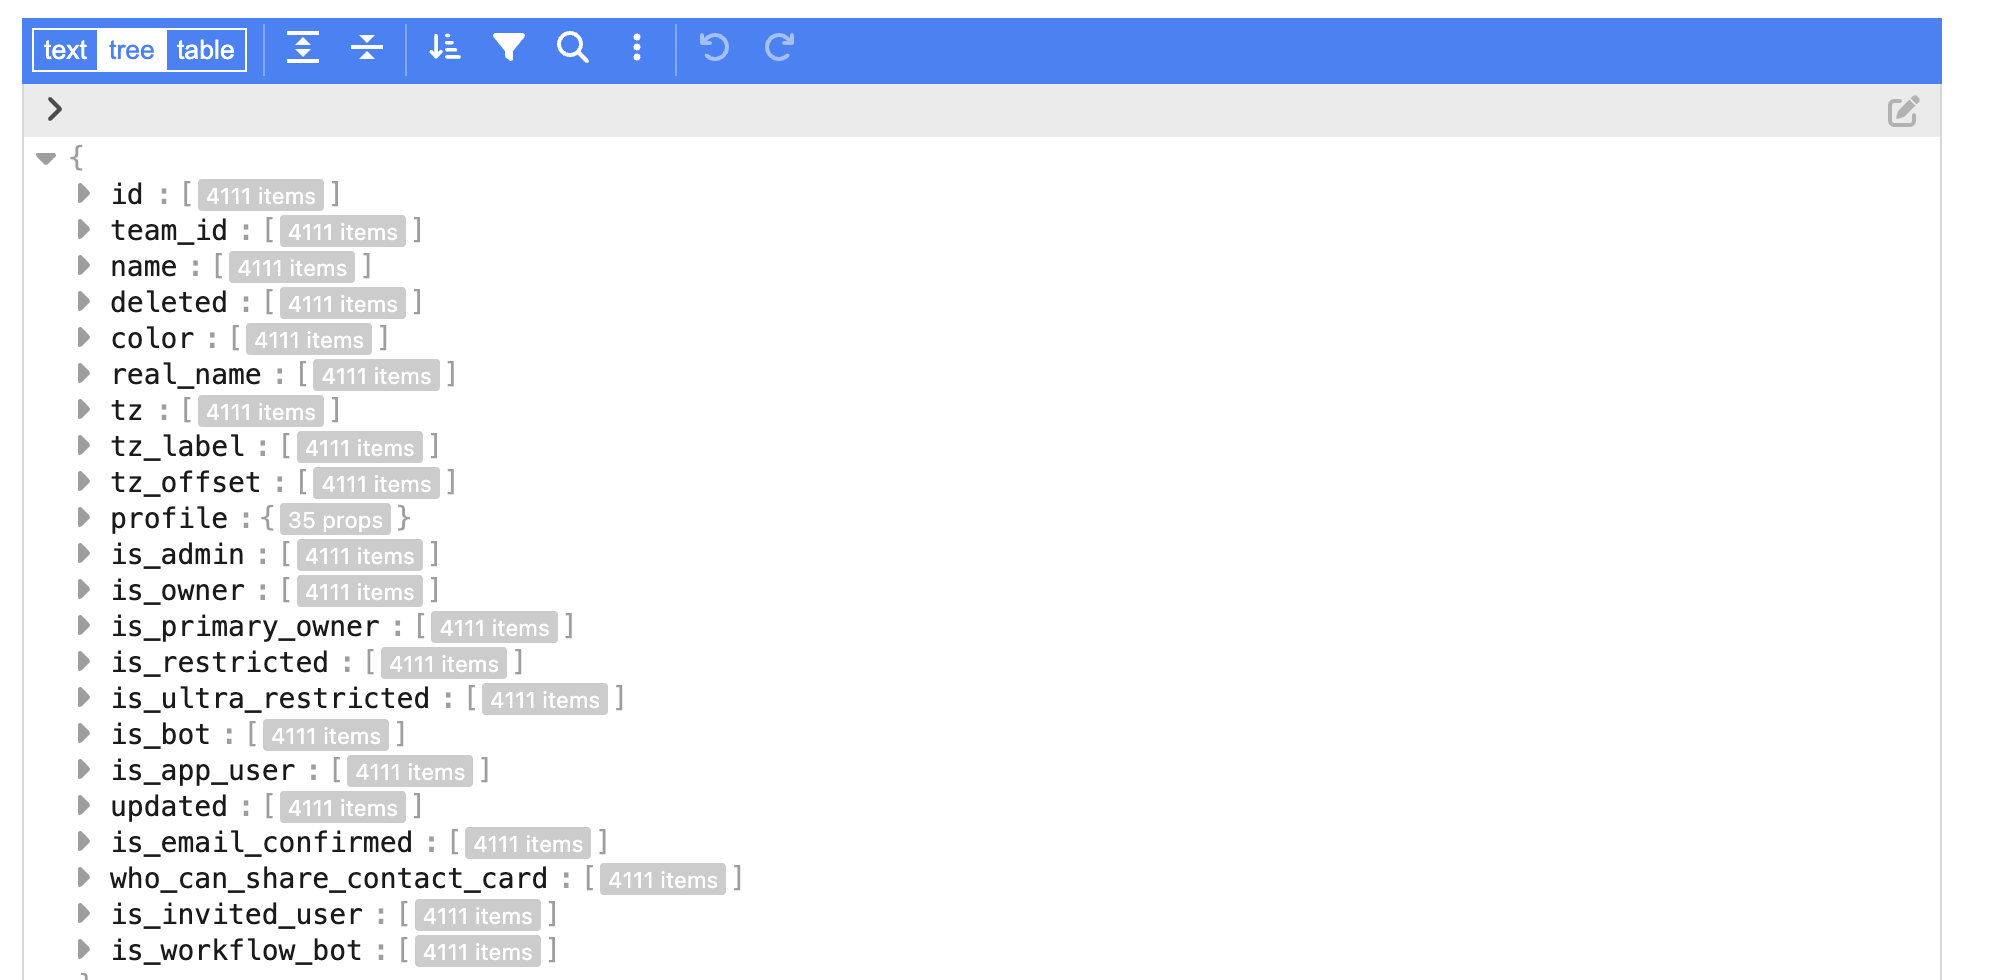 text tree table
{
id : [ 4111 items ]
team_id : [ 4111 items ]
name : [ 4111 items ]
deleted : [ 4111 items ]
color : [ 4111 items ]
real_name : [ 4111 items ]
tz : [ 4111 items ]
tz_label : [ 4111 items ]
tz_offset : [ 4111 items ]
profile : { 35 props }
is_admin : [ 4111 items ]
is_owner : [ 4111 items ]
is_primary_owner : [ 4111 items ]
is_restricted : [ 4111 items ]
is_ultra_restricted : [ 4111 items ]
is_bot : [ 4111 items ]
is_app_user : [ 4111 items ]
updated : [ 4111 items ]
is_email_confirmed : [ 4111 items ]
who_can_share_contact_card : [ 4111 items ]
is_invited_user : [ 4111 items ]
is_workflow_bot : [ 4111 items ]
}